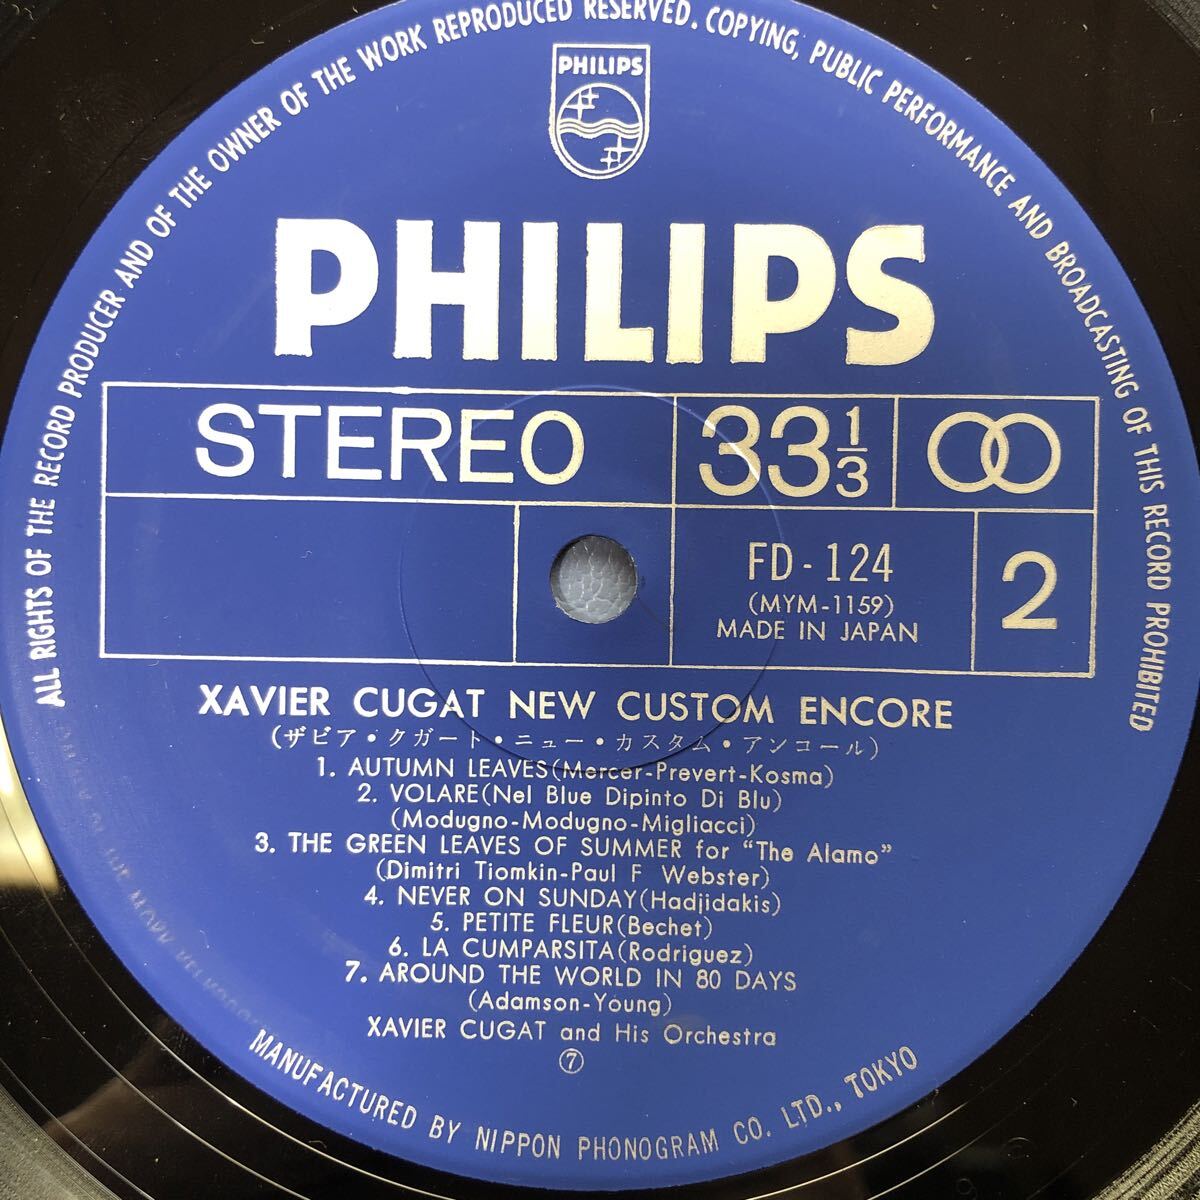 ALL RIGHTS OF THE RECORD PRODUCER AND OF THE OWNER OF THE WORK REPRODUCED RESERVED. COPYING, PUBLIC PERFORMANCE AND BROADCASTING OF THIS RECORD PROHIBITED
PHILIPS
PHILIPS
STEREO
33 1/3
FD-124
(MYM-1159)
MADE IN JAPAN
2
XAVIER CUGAT NEW CUSTOM ENCORE
(ザビア・クガート・ニュー・カスタム・アンコール)
1. AUTUMN LEAVES(Mercer-Prevert-Kosma)
2. VOLARE(Nel Blue Dipinto Di Blu)
(Modugno-Modugno-Migliacci)
3. THE GREEN LEAVES OF SUMMER for "The Alamo"
(Dimitri Tiomkin-Paul F Webster)
4. NEVER ON SUNDAY(Hadjidakis)
5. PETITE FLEUR(Bechet)
6. LA CUMPARSITA(Rodriguez)
7. AROUND THE WORLD IN 80 DAYS
(Adamson-Young)
XAVIER CUGAT and His Orchestra
⑦
MANUFACTURED BY NIPPON PHONOGRAM CO. LTD., TOKYO